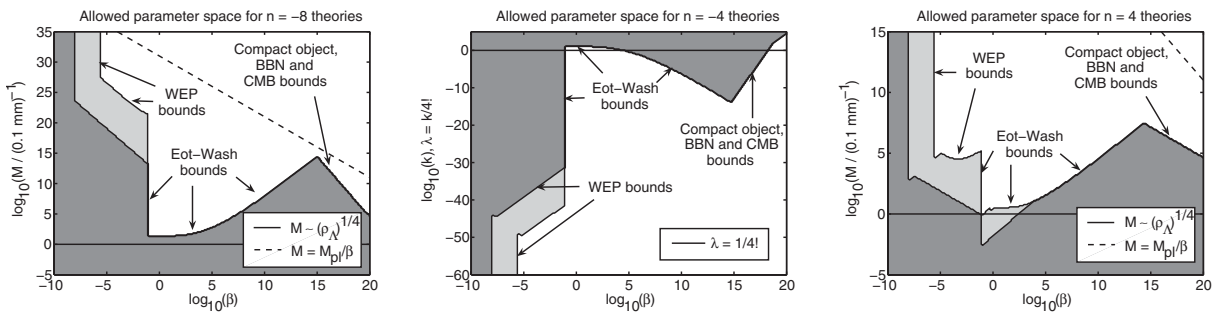 Allowed parameter space for n = −8 theories
log10(M / (0.1 mm)−1)
35
30
25
20
15
10
5
0
−5
Compact object,
BBN and
CMB bounds
WEP
bounds
Eot−Wash
bounds
M ~ (ρΛ)1/4
M = Mpl/β
−10 −5 0 5 10 15 20
log10(β)
Allowed parameter space for n = −4 theories
log10(k), λ = k/4!
0
−10
−20
−30
−40
−50
−60
Eot−Wash
bounds
Compact object,
BBN and CMB
bounds
WEP bounds
λ = 1/4!
−10 −5 0 5 10 15 20
log10(β)
Allowed parameter space for n = 4 theories
log10(M / (0.1 mm)−1)
15
10
5
0
−5
WEP
bounds
Compact object,
BBN and
CMB bounds
Eot−Wash
bounds
M ~ (ρΛ)1/4
M = Mpl/β
−10 −5 0 5 10 15 20
log10(β)